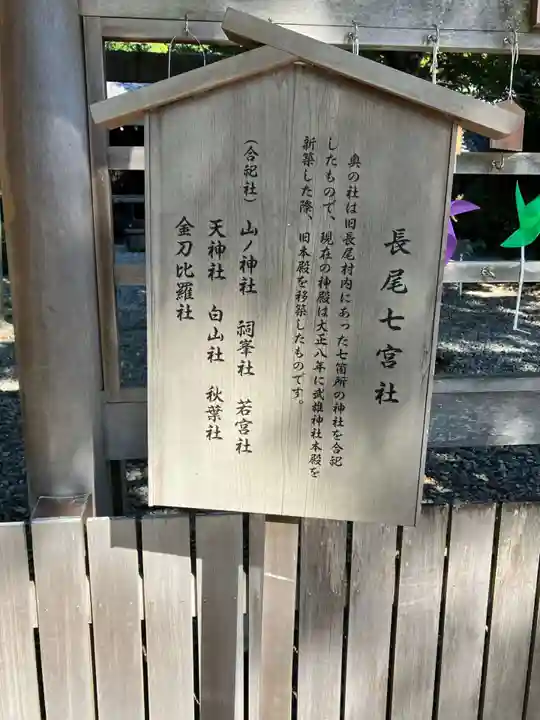 長尾七宮社
奥の社は旧長尾村内にあった七箇所の神社を合祀
したもので、現在の神殿は大正八年に武雄神社本殿を
新築した際、旧本殿を移築したものです。
（合祀社）山ノ神社 祠峯社 若宮社
天神社 白山社 秋葉社
金刀比羅社